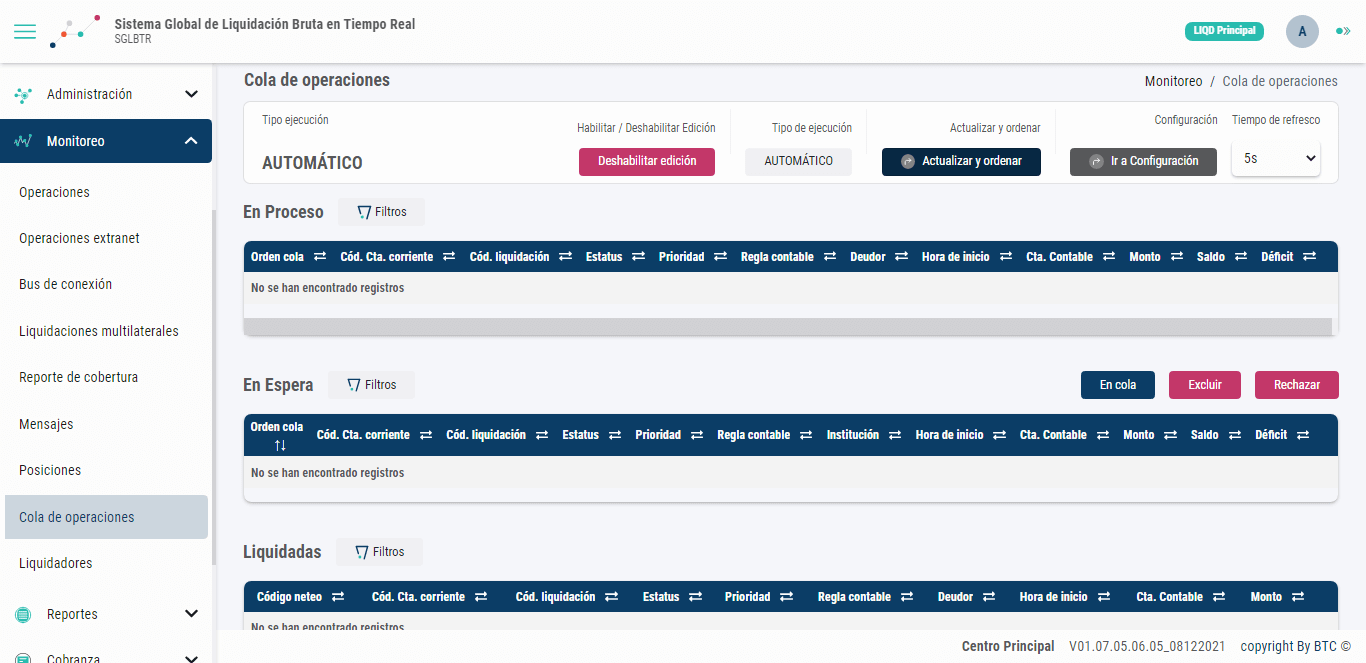 Sistema Global de Liquidación Bruta en Tiempo Real
SGLBTR
LIQD Principal
A
Administración
Monitoreo
Operaciones
Operaciones extranet
Bus de conexión
Liquidaciones multilaterales
Reporte de cobertura
Mensajes
Posiciones
Cola de operaciones
Liquidadores
Reportes
Cobranza
Cola de operaciones
Monitoreo / Cola de operaciones
Tipo ejecución
AUTOMÁTICO
Habilitar / Deshabilitar Edición
Deshabilitar edición
Tipo de ejecución
AUTOMÁTICO
Actualizar y ordenar
Actualizar y ordenar
Configuración
Ir a Configuración
Tiempo de refresco
5s
En Proceso Filtros
Orden cola Cód. Cta. corriente Cód. liquidación Estatus Prioridad Regla contable Deudor Hora de inicio Cta. Contable Monto Saldo Déficit
No se han encontrado registros
En Espera Filtros En cola Excluir Rechazar
Orden cola Cód. Cta. corriente Cód. liquidación Estatus Prioridad Regla contable Institución Hora de inicio Cta. Contable Monto Saldo Déficit
No se han encontrado registros
Liquidadas Filtros
Código neteo Cód. Cta. corriente Cód. liquidación Estatus Prioridad Regla contable Deudor Hora de inicio Cta. Contable Monto
No se han encontrado registros
Centro Principal V01.07.05.06.05_08122021 copyright By BTC ©